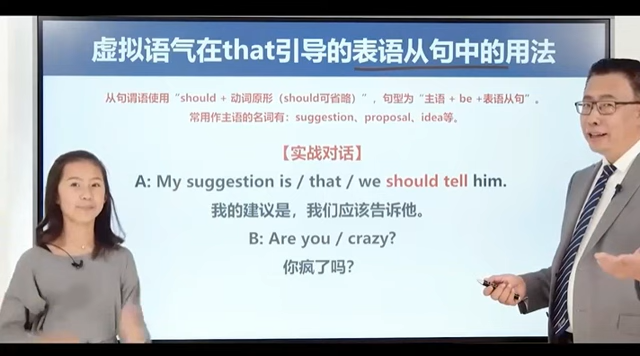 虚拟语气在that引导的表语从句中的用法
从句谓语使用“should + 动词原形（should可省略）”，句型为“主语 + be +表语从句”。
常用作主语的名词有：suggestion、proposal、idea等。
【实战对话】
A: My suggestion is / that / we should tell him.
我的建议是，我们应该告诉他。
B: Are you / crazy?
你疯了吗？